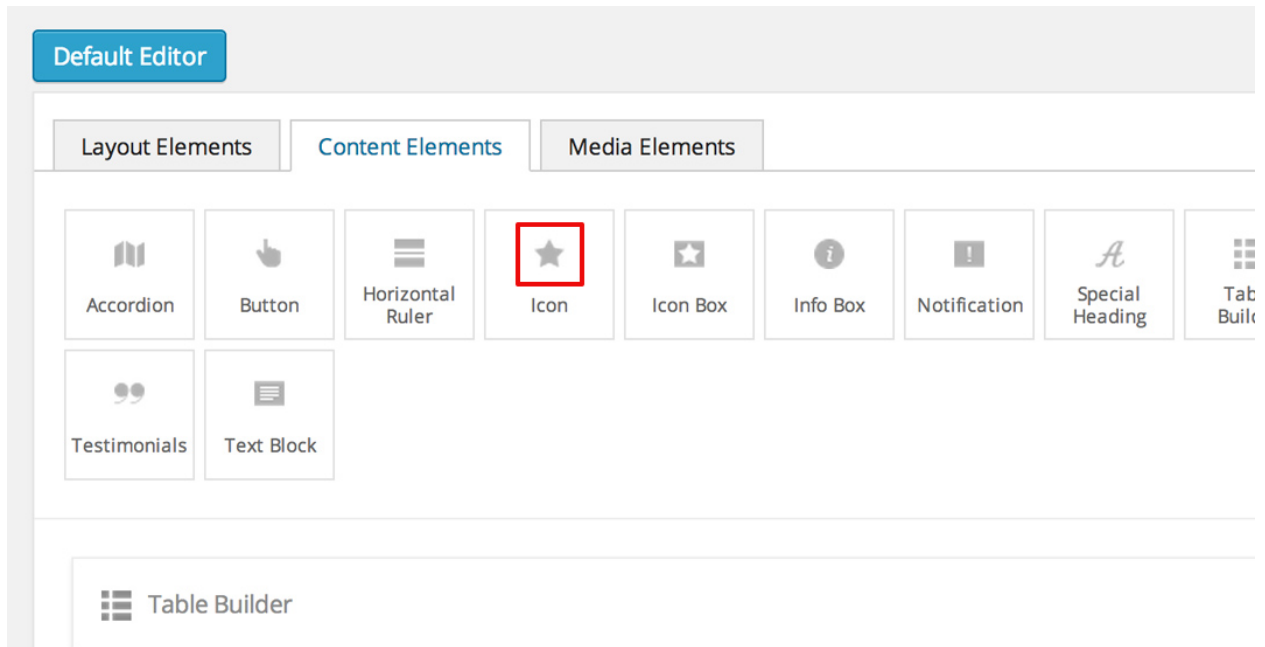 Default Editor
Layout Elements
Content Elements
Media Elements
Accordion
Button
Horizontal
Ruler
Icon
Icon Box
Info Box
Notification
Special
Heading
Testimonials
Text Block
Table Builder